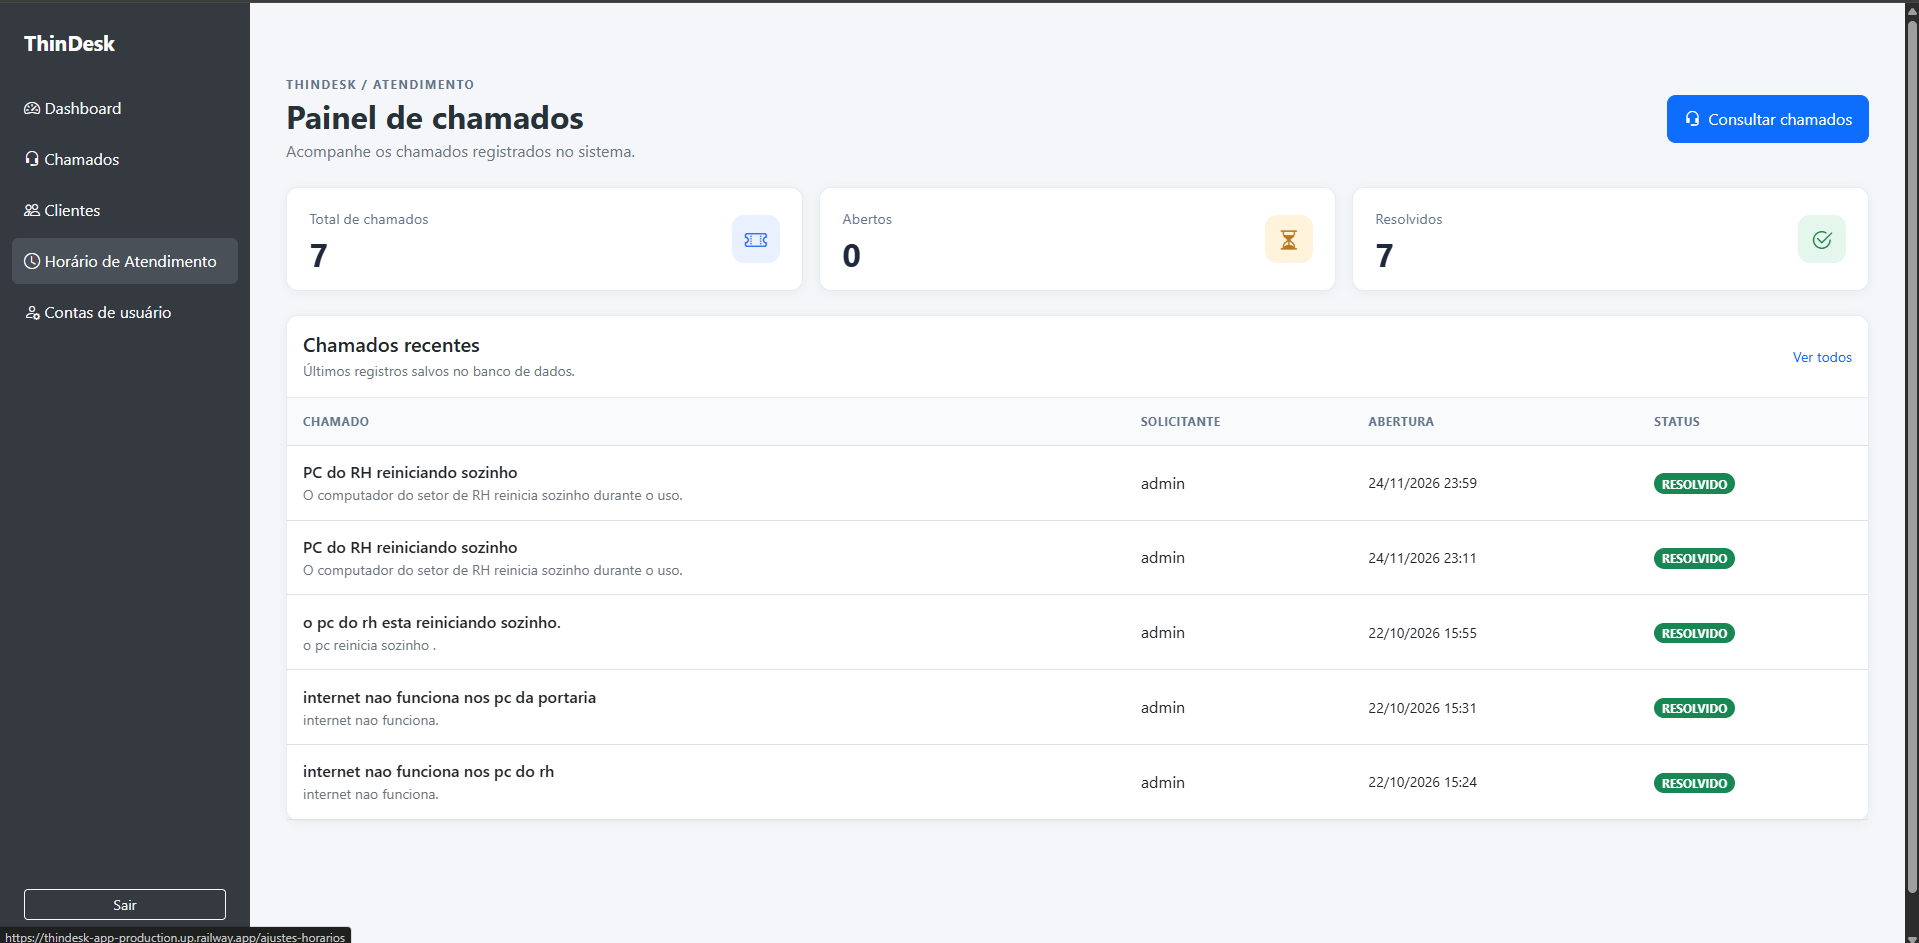 ThinDesk
Dashboard
Chamados
Clientes
Horário de Atendimento
Contas de usuário
Sair
https://thindesk-app-production.up.railway.app/ajustes-horarios
THINDESK / ATENDIMENTO
Painel de chamados
Acompanhe os chamados registrados no sistema.
Consultar chamados
Total de chamados
7
Abertos
0
Resolvidos
7
Chamados recentes
Últimos registros salvos no banco de dados.
Ver todos
CHAMADO SOLICITANTE ABERTURA STATUS
PC do RH reiniciando sozinho
O computador do setor de RH reinicia sozinho durante o uso.
admin 24/11/2026 23:59 RESOLVIDO
PC do RH reiniciando sozinho
O computador do setor de RH reinicia sozinho durante o uso.
admin 24/11/2026 23:11 RESOLVIDO
o pc do rh esta reiniciando sozinho.
o pc reinicia sozinho .
admin 22/10/2026 15:55 RESOLVIDO
internet nao funciona nos pc da portaria
internet nao funciona.
admin 22/10/2026 15:31 RESOLVIDO
internet nao funciona nos pc do rh
internet nao funciona.
admin 22/10/2026 15:24 RESOLVIDO